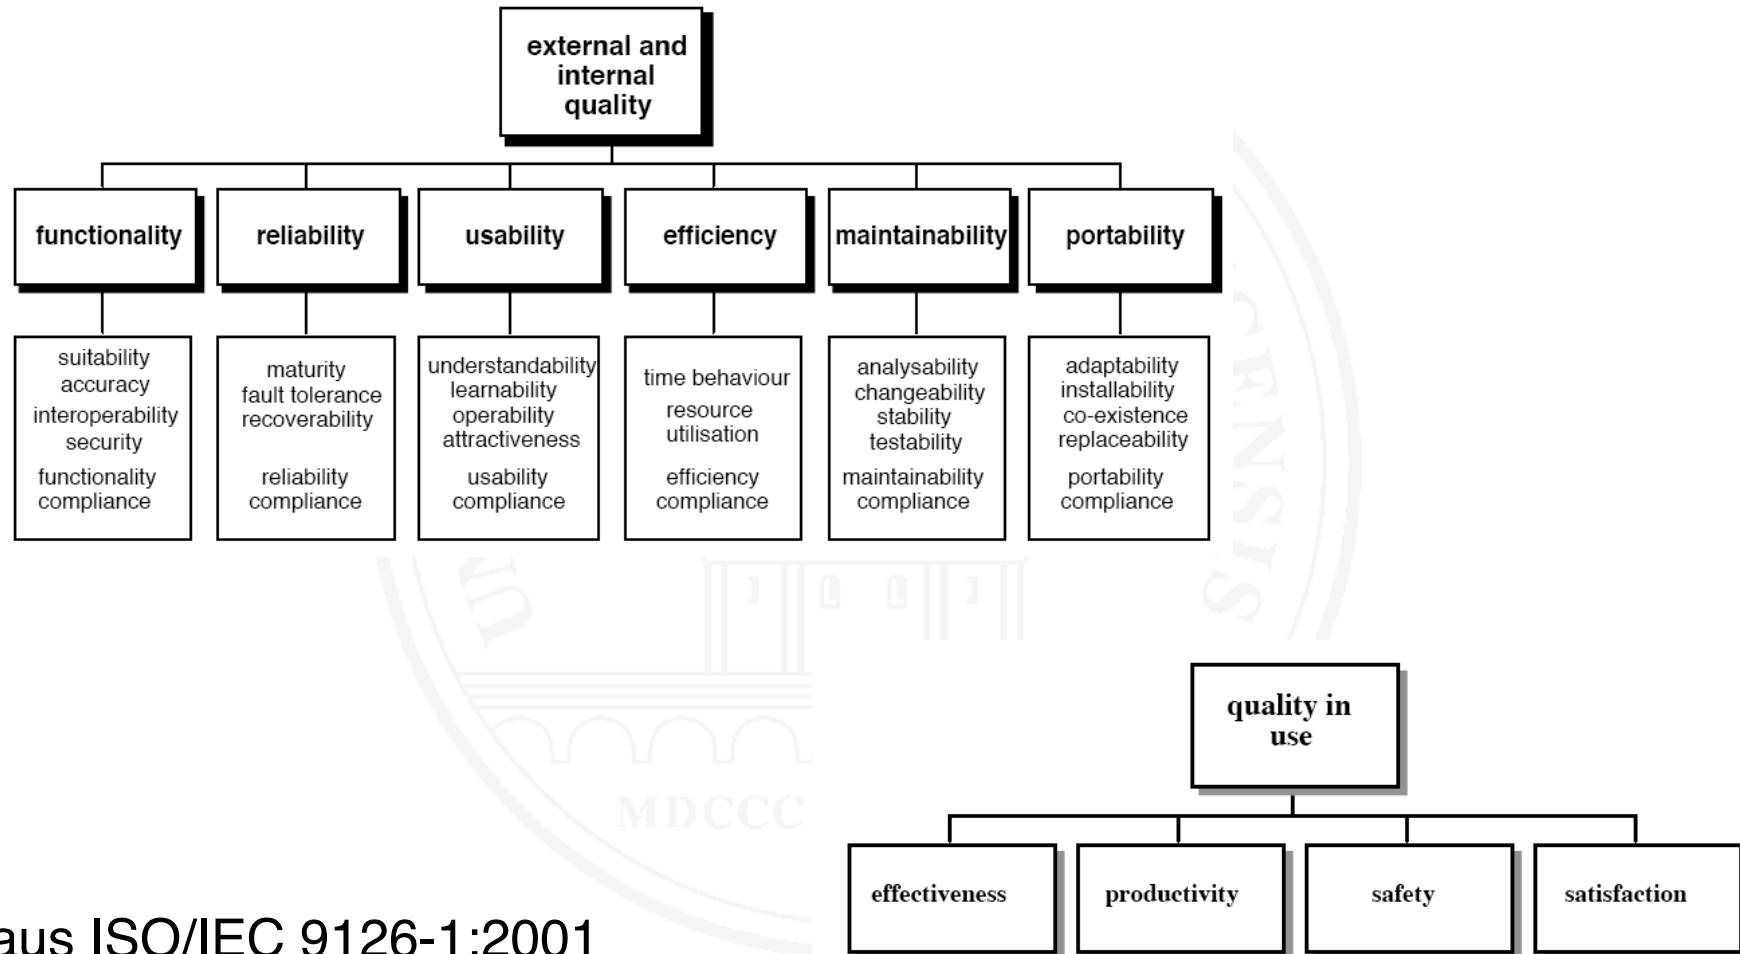 external and
internal
quality
functionality
reliability
usability
efficiency
maintainability
portability
suitability
accuracy
interoperability
security
functionality
compliance
maturity
fault tolerance
recoverability
reliability
compliance
understandability
learnability
operability
attractiveness
usability
compliance
time behaviour
resource
utilisation
efficiency
compliance
analysability
changeability
stability
testability
maintainability
compliance
adaptability
installability
co-existence
replaceability
portability
compliance
MDCCC
quality in
use
effectiveness
productivity
safety
satisfaction
aus ISO/IEC 9126-1:2001